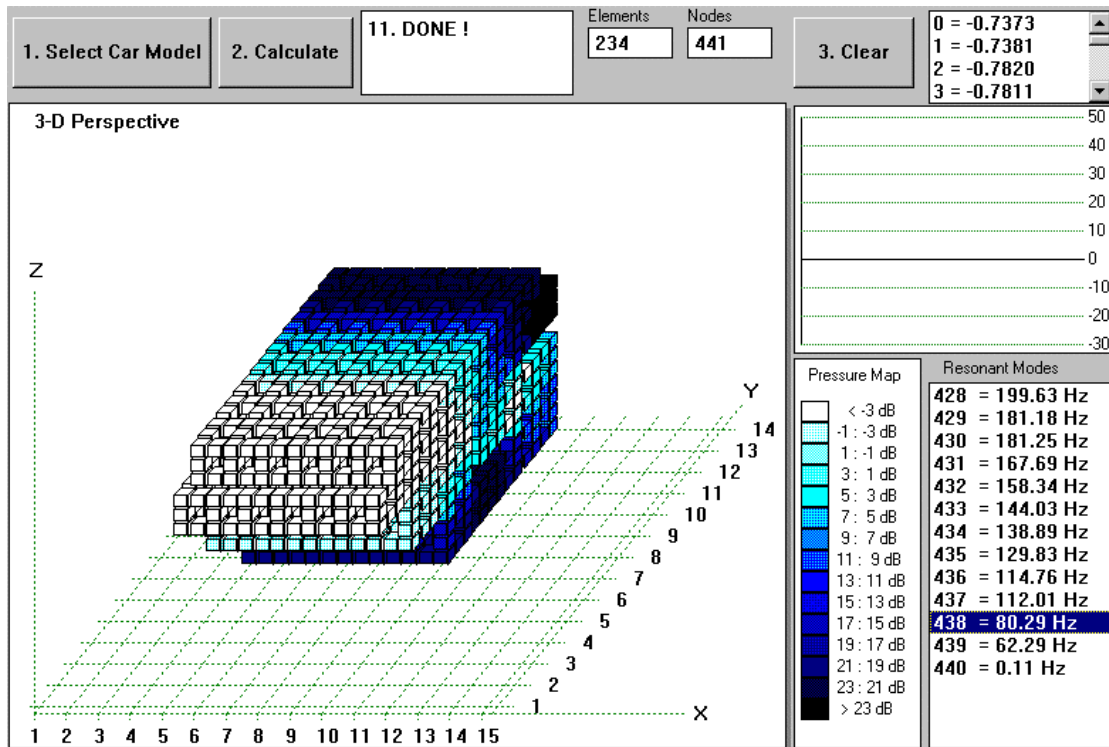 1. Select Car Model
2. Calculate
11. DONE !
Elements
234
Nodes
441
3. Clear
0 = -0.7373
1 = -0.7381
2 = -0.7820
3 = -0.7811
3-D Perspective
Z
Y
X
14
13
12
11
10
9
8
7
6
5
4
3
2
1
1 2 3 4 5 6 7 8 9 10 11 12 13 14 15
50
40
30
20
10
0
-10
-20
-30
Pressure Map
< -3 dB
-1 : -3 dB
1 : -1 dB
3 : 1 dB
5 : 3 dB
7 : 5 dB
9 : 7 dB
11 : 9 dB
13 : 11 dB
15 : 13 dB
17 : 15 dB
19 : 17 dB
21 : 19 dB
23 : 21 dB
> 23 dB
Resonant Modes
428 = 199.63 Hz
429 = 181.18 Hz
430 = 181.25 Hz
431 = 167.69 Hz
432 = 158.34 Hz
433 = 144.03 Hz
434 = 138.89 Hz
435 = 129.83 Hz
436 = 114.76 Hz
437 = 112.01 Hz
438 = 80.29 Hz
439 = 62.29 Hz
440 = 0.11 Hz